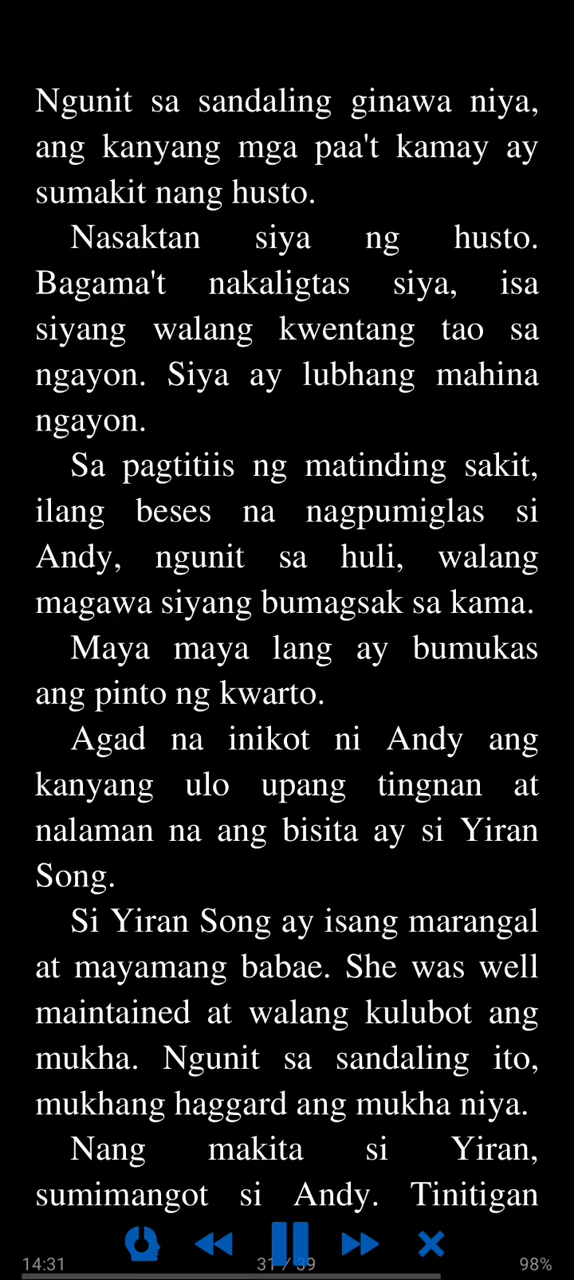 Ngunit sa sandaling ginawa niya,
ang kanyang mga paa't kamay ay
sumakit nang husto.
Nasaktan siya ng husto.
Bagama't nakaligtas siya, isa
siyang walang kwentang tao sa
ngayon. Siya ay lubhang mahina
ngayon.
Sa pagtitiis ng matinding sakit,
ilang beses na nagpumiglas si
Andy, ngunit sa huli, walang
magawa siyang bumagsak sa kama.
Maya maya lang ay bumukas
ang pinto ng kwarto.
Agad na inikot ni Andy ang
kanyang ulo upang tingnan at
nalaman na ang bisita ay si Yiran
Song.
Si Yiran Song ay isang marangal
at mayamang babae. She was well
maintained at walang kulubot ang
mukha. Ngunit sa sandaling ito,
mukhang haggard ang mukha niya.
Nang makita si Yiran,
sumimangot si Andy. Tinitigan
14:31 31 / 39 98%